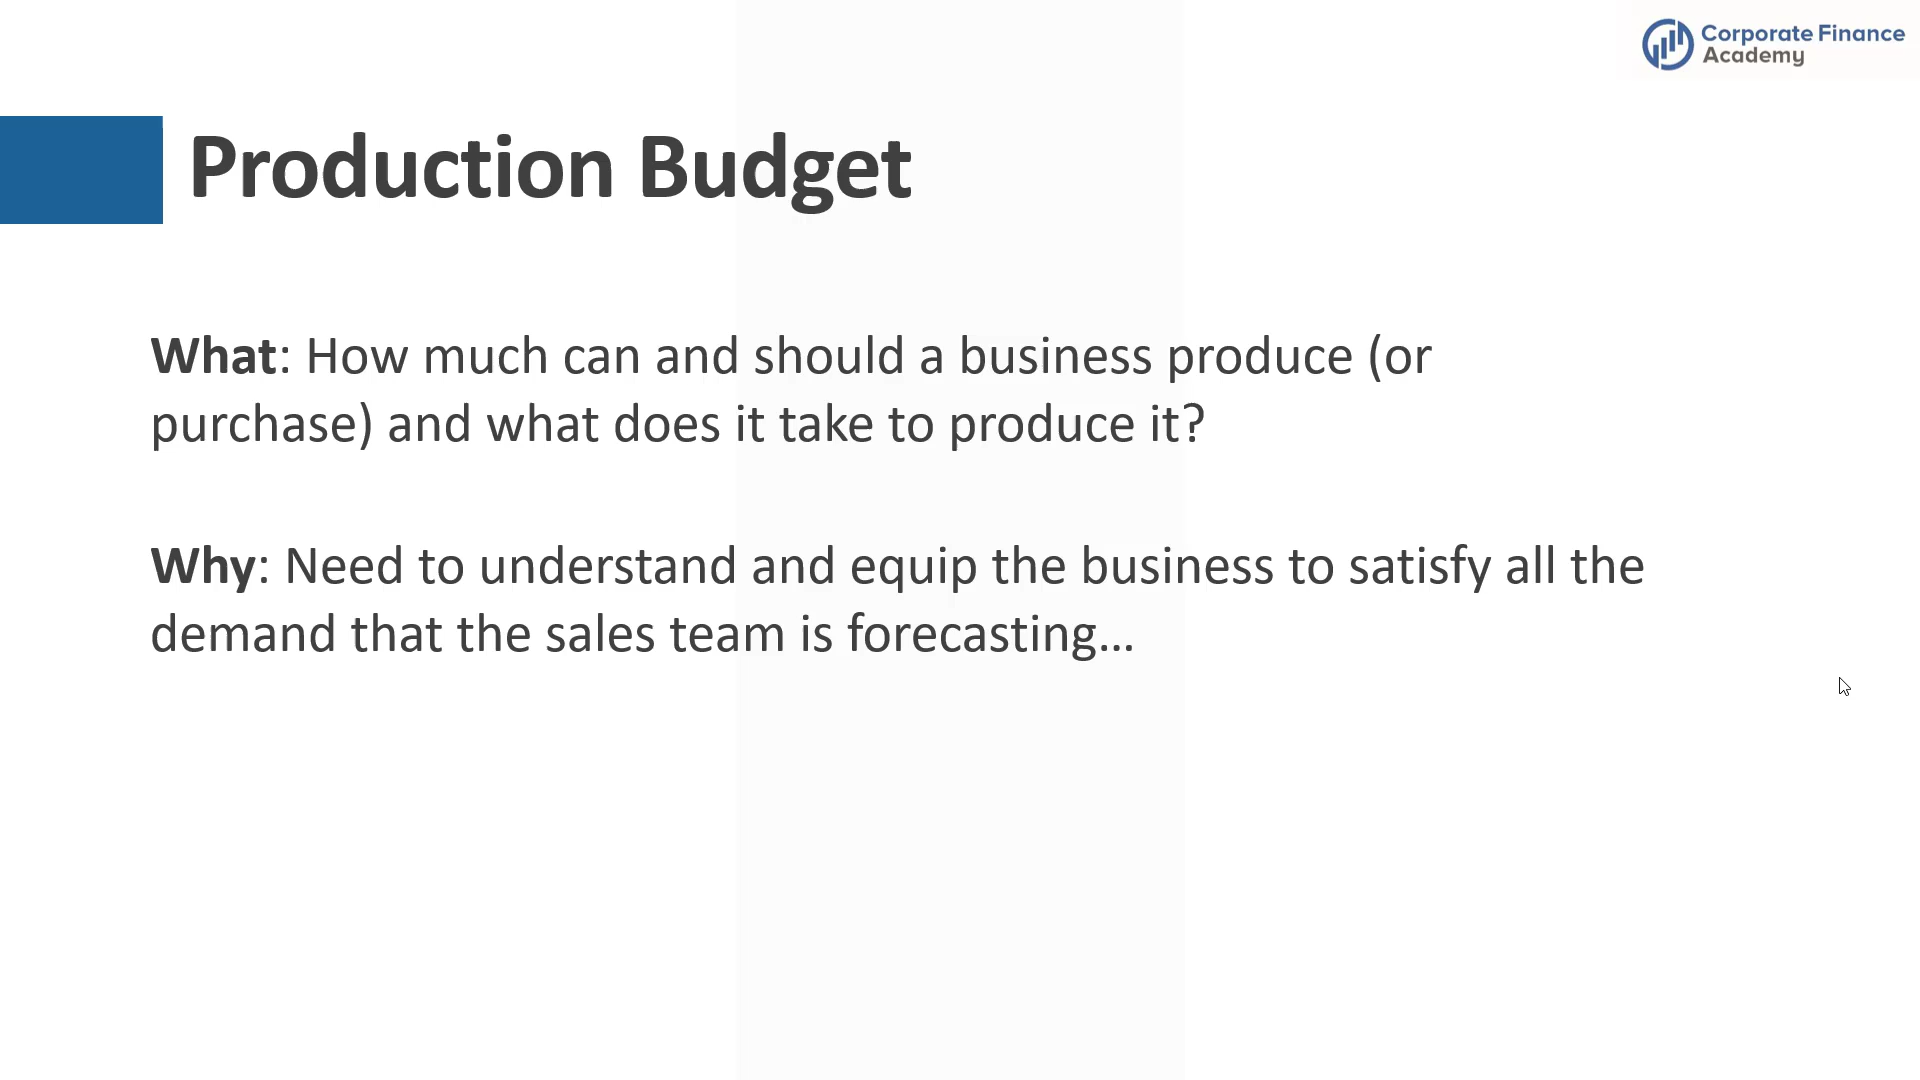 Corporate Finance
Academy
Production Budget
What: How much can and should a business produce (or
purchase) and what does it take to produce it?
Why: Need to understand and equip the business to satisfy all the
demand that the sales team is forecasting...